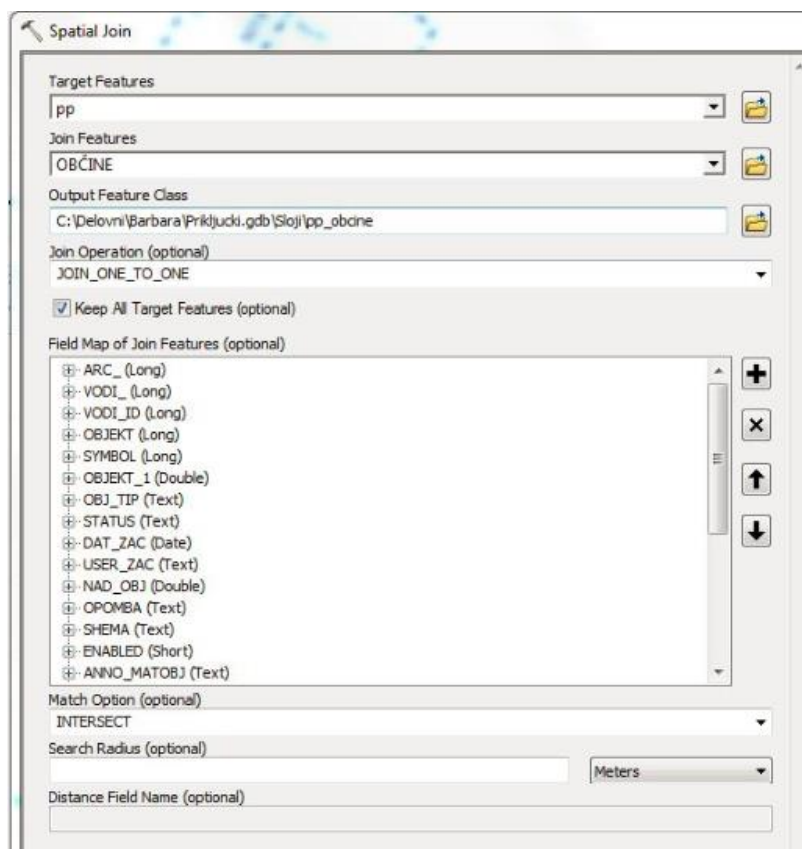 Spatial Join
Target Features
pp
Join Features
OBČINE
Output Feature Class
C:\Delovni\Barbara\Prikljucki.gdb\Sloji\pp_obcine
Join Operation (optional)
JOIN_ONE_TO_ONE
Keep All Target Features (optional)
Field Map of Join Features (optional)
ARC_ (Long)
VODI_ (Long)
VODI_ID (Long)
OBJEKT (Long)
SYMBOL (Long)
OBJEKT_1 (Double)
OBJ_TIP (Text)
STATUS (Text)
DAT_ZAC (Date)
USER_ZAC (Text)
NAD_OBJ (Double)
OPOMBA (Text)
SHEMA (Text)
ENABLED (Short)
ANNO_MATOBJ (Text)
Match Option (optional)
INTERSECT
Search Radius (optional)
Meters
Distance Field Name (optional)